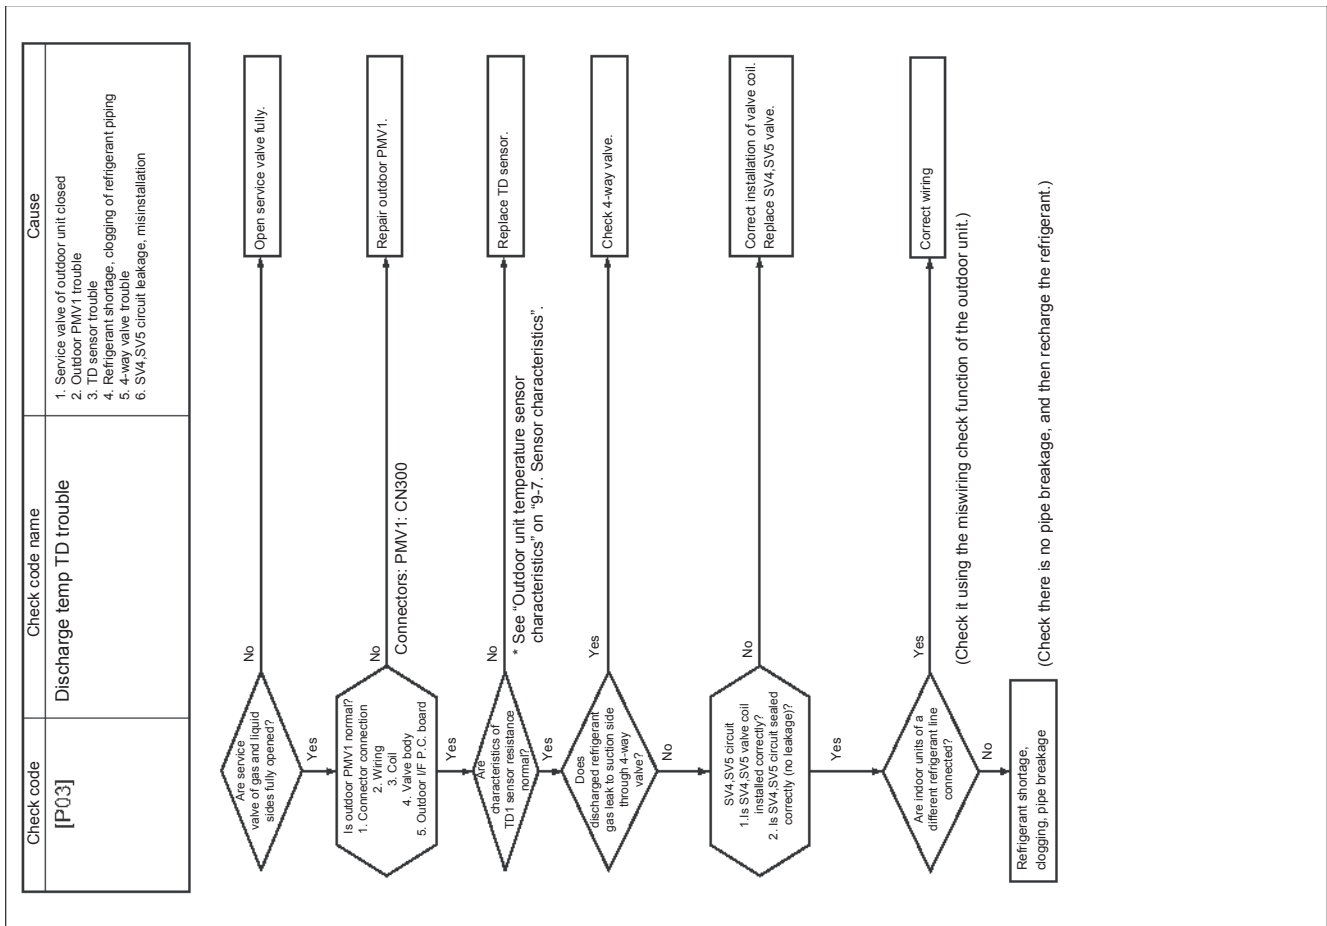 Check code
Check code name
Cause
[P03]
Discharge temp TD trouble
1. Service valve of outdoor unit closed
2. Outdoor PMV1 trouble
3. TD sensor trouble
4. Refrigerant shortage, clogging of refrigerant piping
5. 4-way valve trouble
6. SV4,SV5 circuit leakage, misinstallation
Are service
valve of gas and liquid
sides fully opened?
No
Open service valve fully.
Yes
Is outdoor PMV1 normal?
1. Connector connection
2. Wiring
3. Coil
4. Valve body
5. Outdoor I/F P.C. board
No
Repair outdoor PMV1.
Connectors: PMV1: CN300
Yes
Are
characteristics of
TD1 sensor resistance
normal?
No
Replace TD sensor.
* See "Outdoor unit temperature sensor
characteristics" on "9-7. Sensor characteristics".
Yes
Does
discharged refrigerant
gas leak to suction side
through 4-way
valve?
Yes
Check 4-way valve.
No
SV4,SV5 circuit
1.Is SV4,SV5 valve coil
installed correctly?
2. Is SV4,SV5 circuit sealed
correctly (no leakage)?
No
Correct installation of valve coil.
Replace SV4,SV5 valve.
Yes
Are indoor units of a
different refrigerant line
connected?
Yes
Correct wiring
(Check it using the miswiring check function of the outdoor unit.)
No
Refrigerant shortage,
clogging, pipe breakage
(Check there is no pipe breakage, and then recharge the refrigerant.)